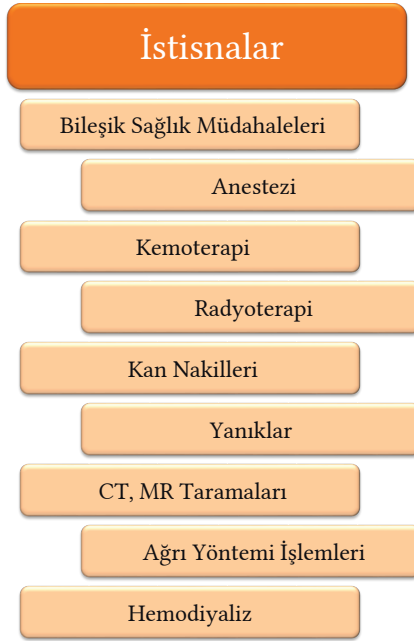 İstisnalar
Bileşik Sağlık Müdahaleleri
Anestezi
Kemoterapi
Radyoterapi
Kan Nakilleri
Yanıklar
CT, MR Taramaları
Ağrı Yöntemi İşlemleri
Hemodiyaliz